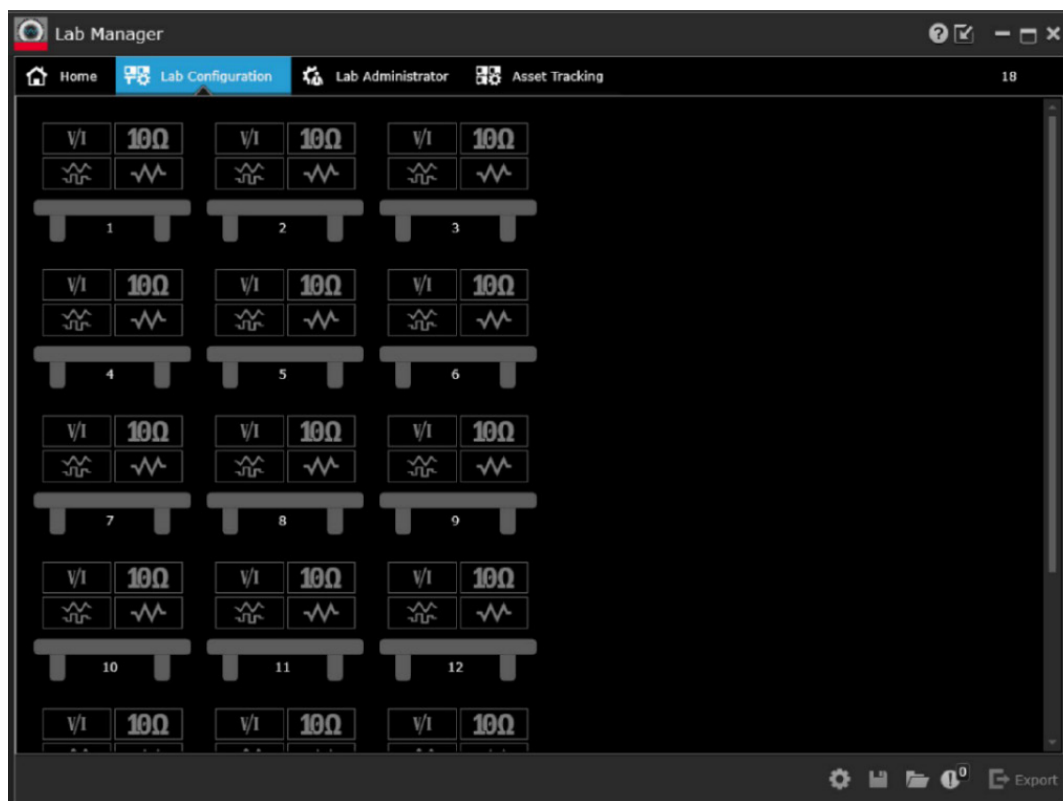 Lab Manager
Home Lab Configuration Lab Administrator Asset Tracking 18
V/I 10Ω V/I 10Ω V/I 10Ω
1 2 3
V/I 10Ω V/I 10Ω V/I 10Ω
4 5 6
V/I 10Ω V/I 10Ω V/I 10Ω
7 8 9
V/I 10Ω V/I 10Ω V/I 10Ω
10 11 12
V/I 10Ω V/I 10Ω V/I 10Ω
0 Export